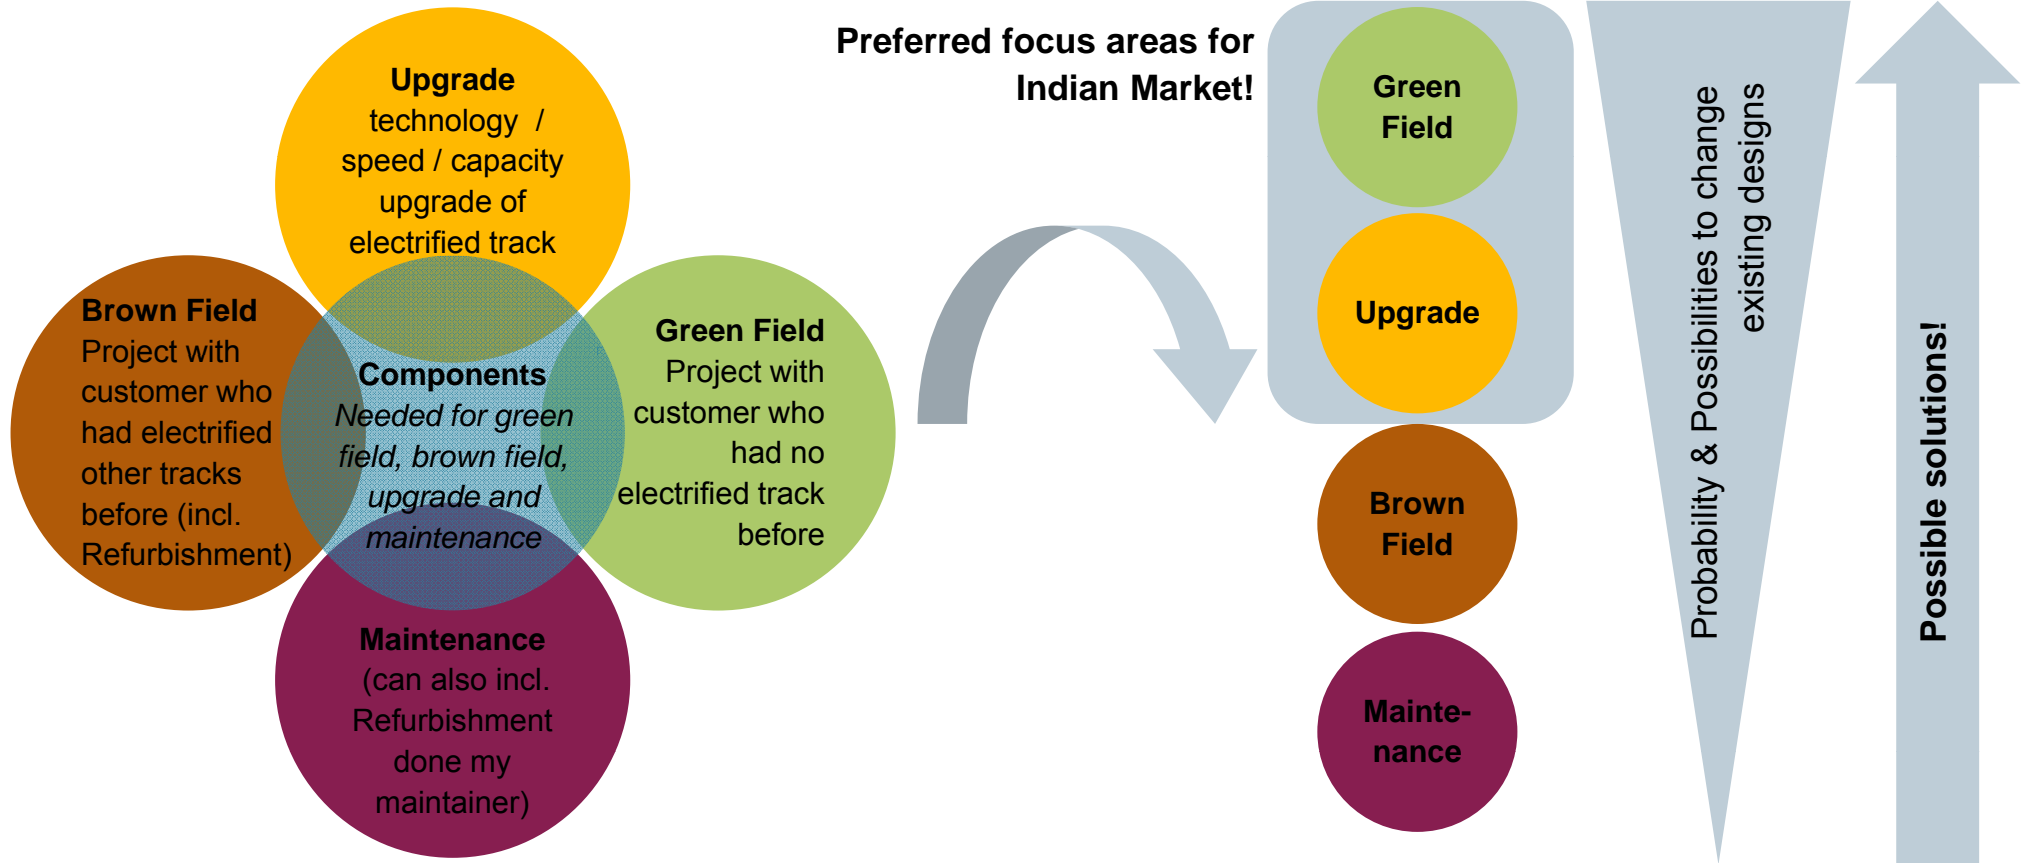 Upgrade
technology /
speed / capacity
upgrade of
electrified track
Brown Field
Project with
customer who
had electrified
other tracks
before (incl.
Refurbishment)
Components
Needed for green
field, brown field,
upgrade and
maintenance
Green Field
Project with
customer who
had no
electrified track
before
Maintenance
(can also incl.
Refurbishment
done my
maintainer)
Preferred focus areas for
Indian Market!
Green
Field
Upgrade
Brown
Field
Mainte-
nance
Probability & Possibilities to change
existing designs
Possible solutions!